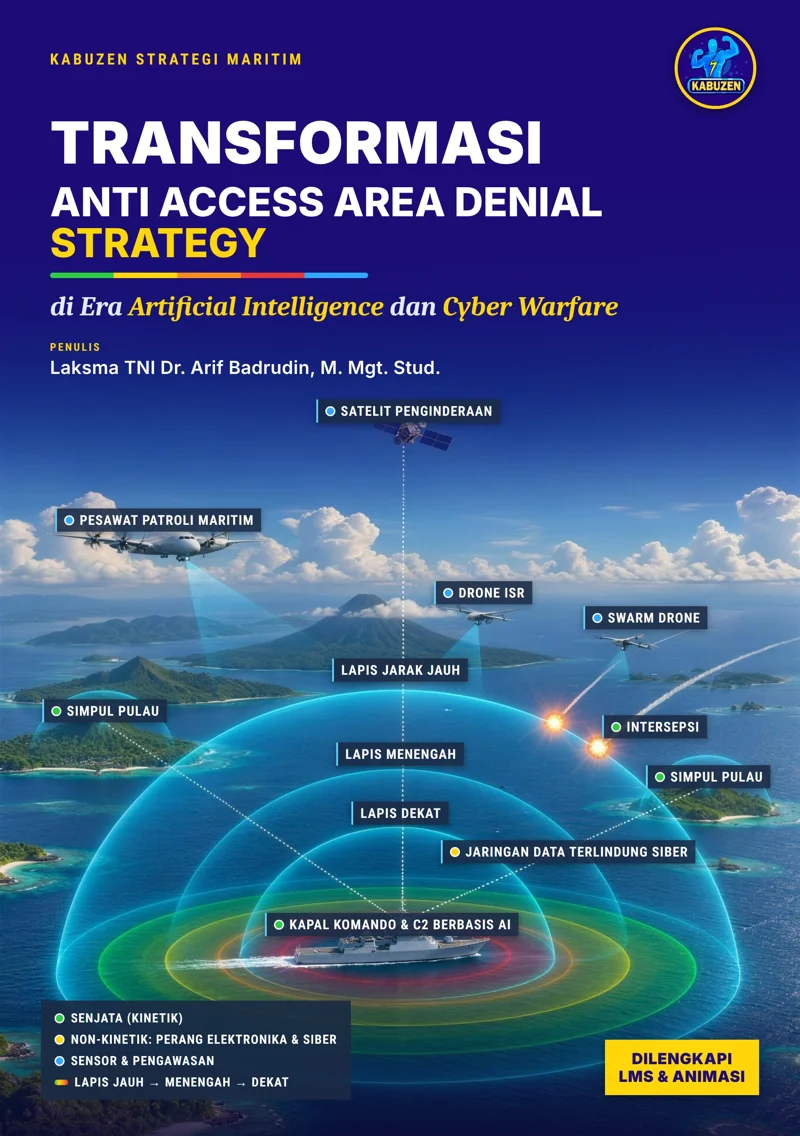 KABUZEN STRATEGI MARITIM
KABUZEN
TRANSFORMASI
ANTI ACCESS AREA DENIAL
STRATEGY
di Era Artificial Intelligence dan Cyber Warfare
PENULIS
Laksma TNI Dr. Arif Badrudin, M. Mgt. Stud.
SATELIT PENGINDERAAN
PESAWAT PATROLI MARITIM
DRONE ISR
SWARM DRONE
LAPIS JARAK JAUH
SIMPUL PULAU
INTERSEPSI
LAPIS MENENGAH
SIMPUL PULAU
LAPIS DEKAT
JARINGAN DATA TERLINDUNG SIBER
KAPAL KOMANDO & C2 BERBASIS AI
SENJATA (KINETIK)
NON-KINETIK: PERANG ELEKTRONIKA & SIBER
SENSOR & PENGAWASAN
LAPIS JAUH → MENENGAH → DEKAT
DILENGKAPI
LMS & ANIMASI